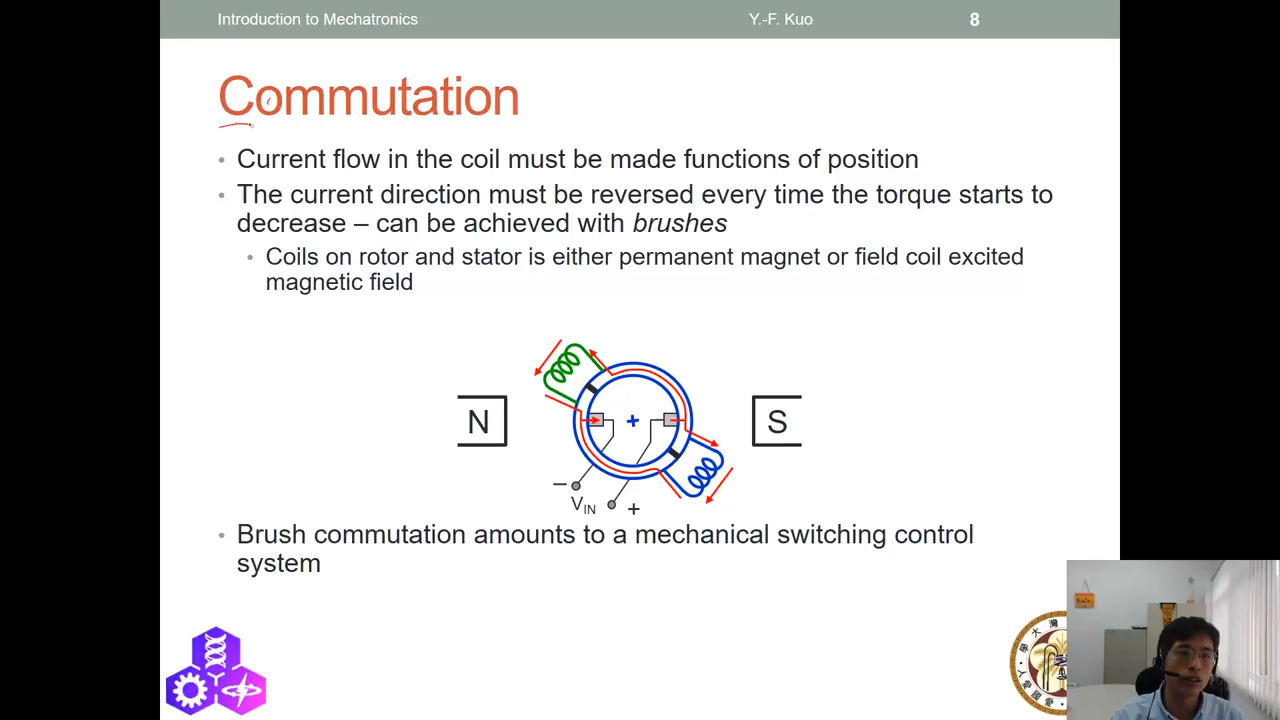 Introduction to Mechatronics
Y.-F. Kuo
8
Commutation
• Current flow in the coil must be made functions of position
• The current direction must be reversed every time the torque starts to
decrease – can be achieved with brushes
• Coils on rotor and stator is either permanent magnet or field coil excited
magnetic field
N
+
S
−
VIN
+
• Brush commutation amounts to a mechanical switching control
system